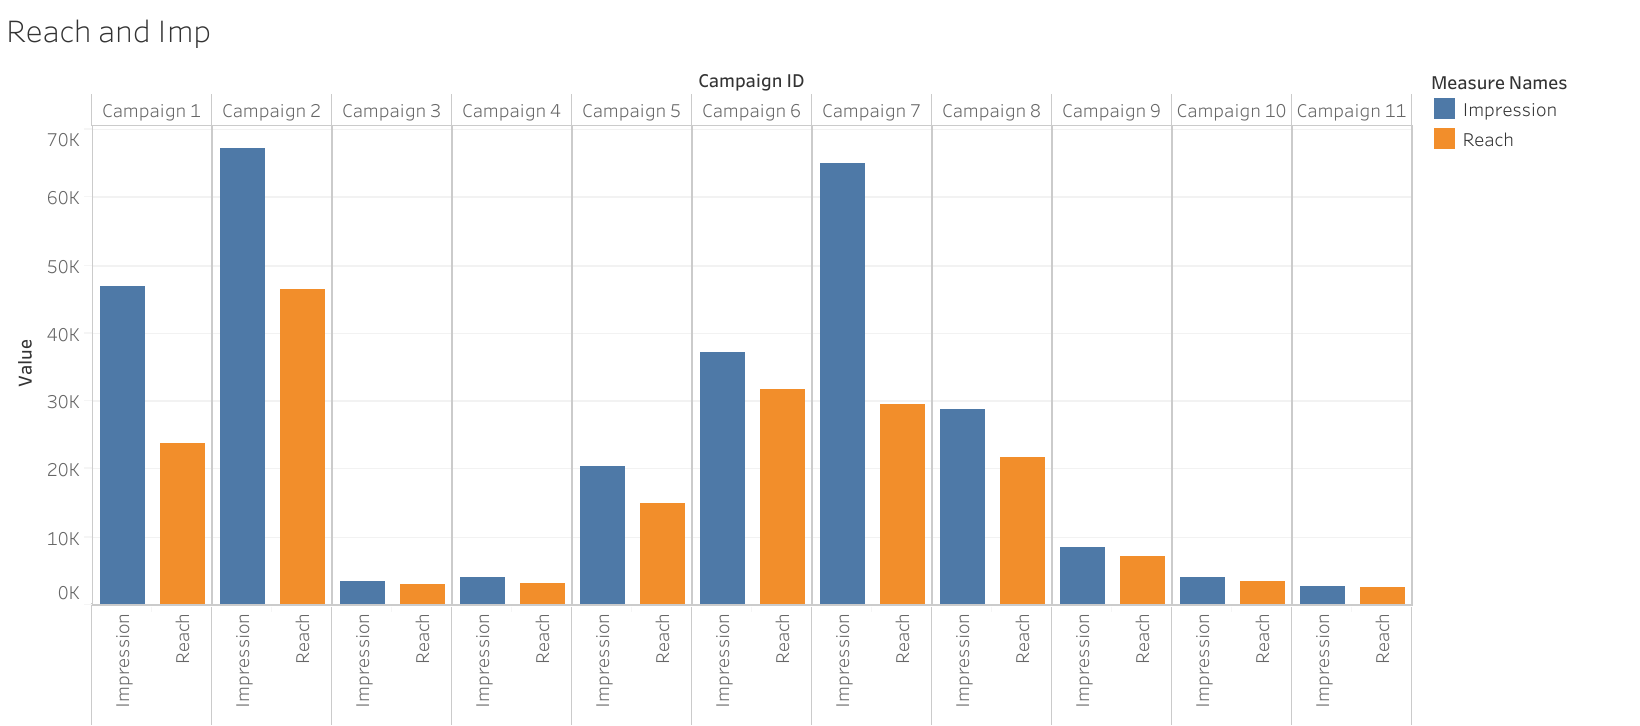 Reach and Imp
Campaign ID
Measure Names
Campaign 1 Campaign 2 Campaign 3 Campaign 4 Campaign 5 Campaign 6 Campaign 7 Campaign 8 Campaign 9 Campaign 10 Campaign 11
Impression
Reach
70K
60K
50K
40K
30K
20K
10K
0K
Value
Impression Reach Impression Reach Impression Reach Impression Reach Impression Reach Impression Reach Impression Reach Impression Reach Impression Reach Impression Reach Impression Reach